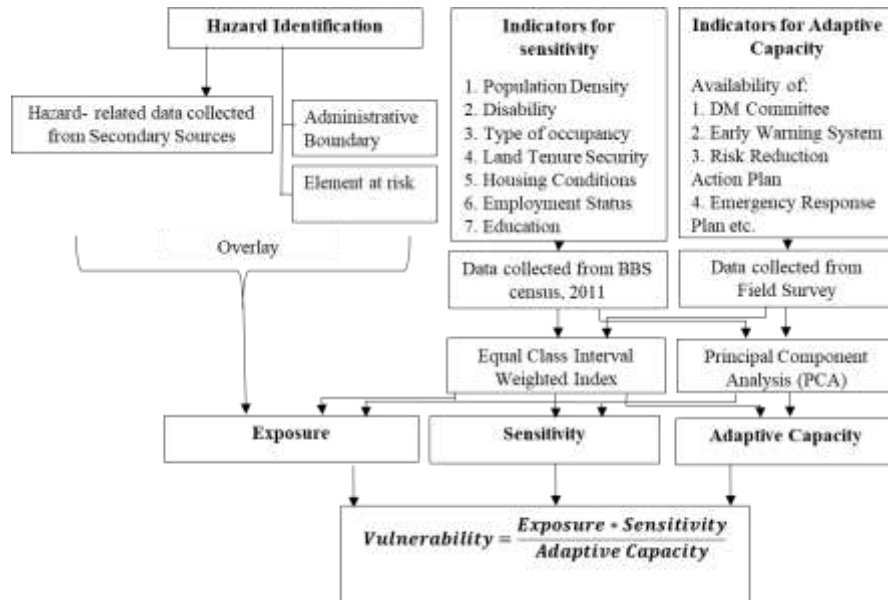 Hazard Identification
Hazard- related data collected
from Secondary Sources
Administrative
Boundary
Element at risk
Overlay
Indicators for
sensitivity
1. Population Density
2. Disability
3. Type of occupancy
4. Land Tenure Security
5. Housing Conditions
6. Employment Status
7. Education
Data collected from BBS
census, 2011
Indicators for Adaptive
Capacity
Availability of:
1. DM Committee
2. Early Warning System
3. Risk Reduction
Action Plan
4. Emergency Response
Plan etc.
Data collected from
Field Survey
Equal Class Interval
Weighted Index
Principal Component
Analysis (PCA)
Exposure
Sensitivity
Adaptive Capacity
Vulnerability = Exposure * Sensitivity
Adaptive Capacity